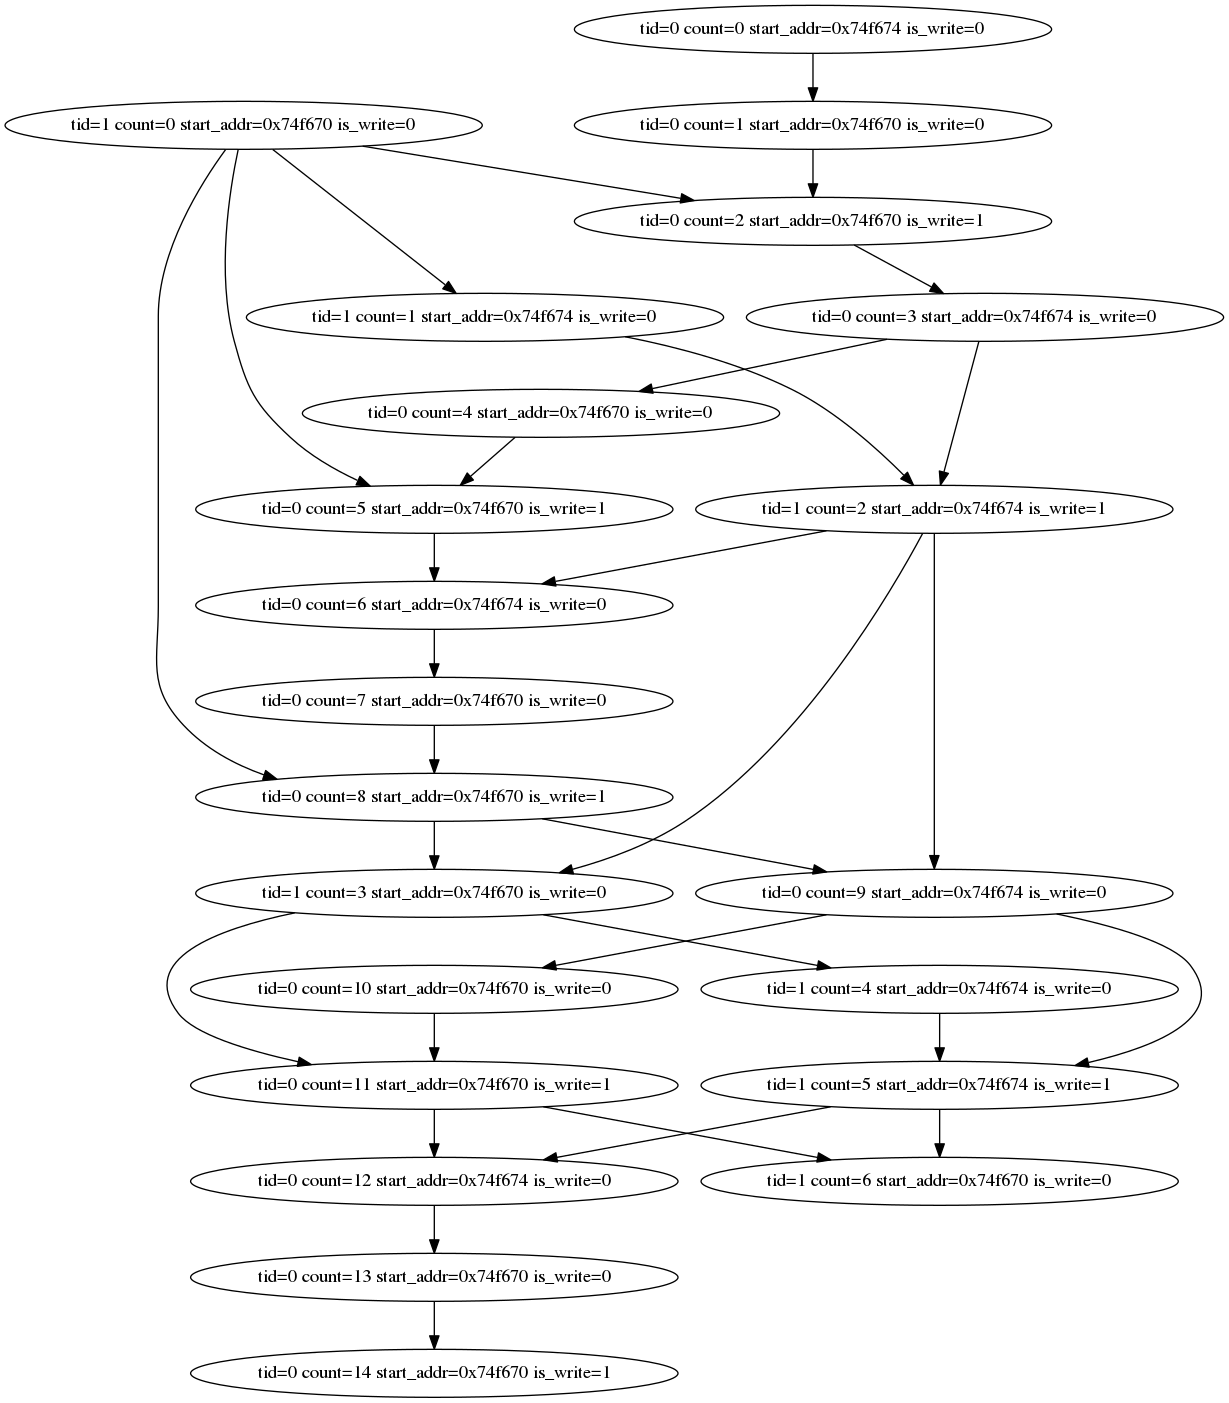 tid=0 count=0 start_addr=0x74f674 is_write=0
tid=1 count=0 start_addr=0x74f670 is_write=0
tid=0 count=1 start_addr=0x74f670 is_write=0
tid=0 count=2 start_addr=0x74f670 is_write=1
tid=1 count=1 start_addr=0x74f674 is_write=0
tid=0 count=3 start_addr=0x74f674 is_write=0
tid=0 count=4 start_addr=0x74f670 is_write=0
tid=0 count=5 start_addr=0x74f670 is_write=1
tid=1 count=2 start_addr=0x74f674 is_write=1
tid=0 count=6 start_addr=0x74f674 is_write=0
tid=0 count=7 start_addr=0x74f670 is_write=0
tid=0 count=8 start_addr=0x74f670 is_write=1
tid=1 count=3 start_addr=0x74f670 is_write=0
tid=0 count=9 start_addr=0x74f674 is_write=0
tid=0 count=10 start_addr=0x74f670 is_write=0
tid=1 count=4 start_addr=0x74f674 is_write=0
tid=0 count=11 start_addr=0x74f670 is_write=1
tid=1 count=5 start_addr=0x74f674 is_write=1
tid=0 count=12 start_addr=0x74f674 is_write=0
tid=1 count=6 start_addr=0x74f670 is_write=0
tid=0 count=13 start_addr=0x74f670 is_write=0
tid=0 count=14 start_addr=0x74f670 is_write=1